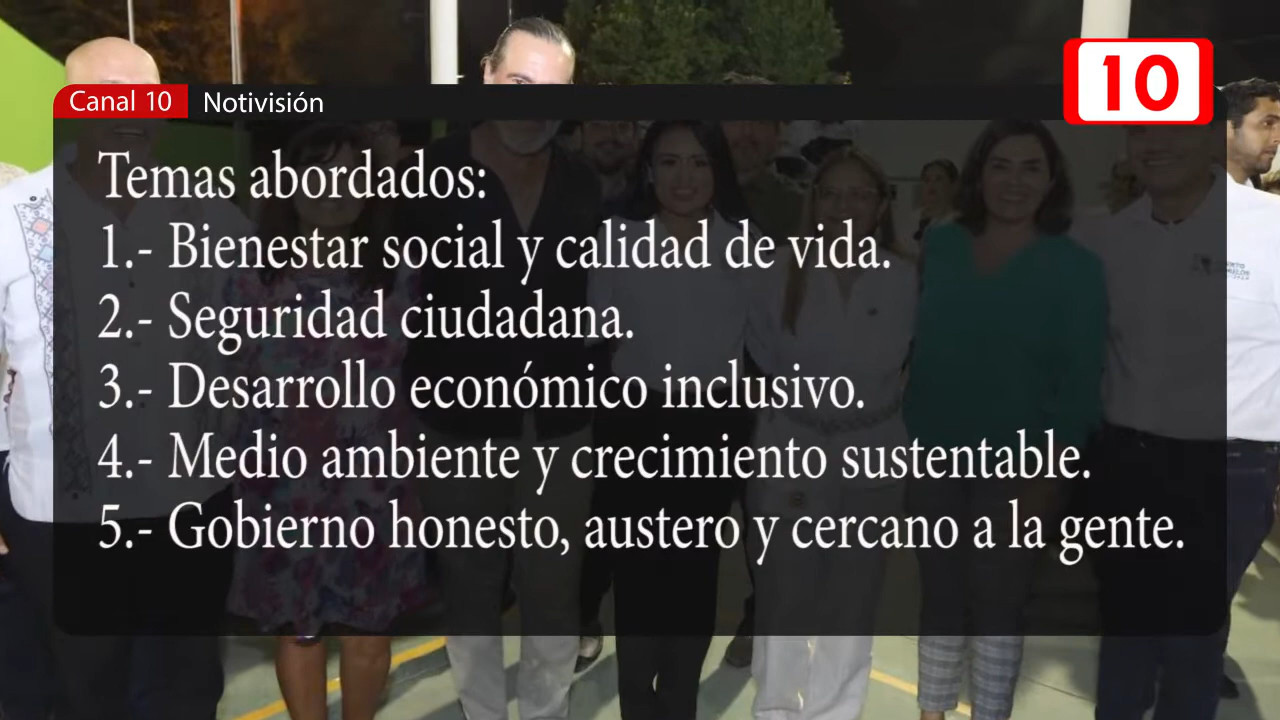 10
Canal 10 Notivisión
Temas abordados:
1.- Bienestar social y calidad de vida.
2.- Seguridad ciudadana.
3.- Desarrollo económico inclusivo.
4.- Medio ambiente y crecimiento sustentable.
5.- Gobierno honesto, austero y cercano a la gente.